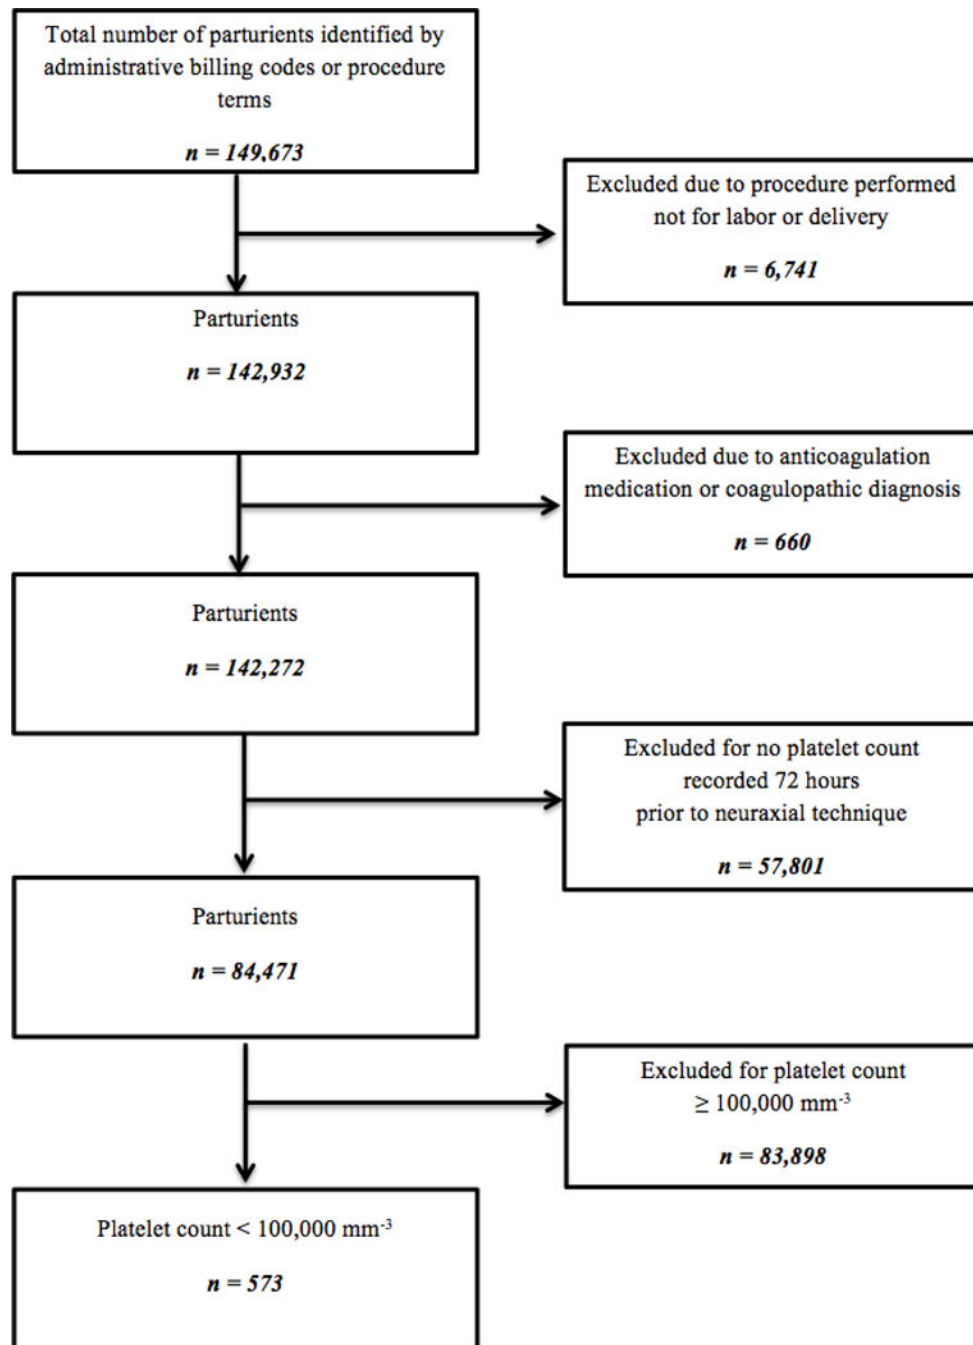 Total number of parturients identified by
administrative billing codes or procedure
terms
n = 149,673
Excluded due to procedure performed
not for labor or delivery
n = 6,741
Parturients
n = 142,932
Excluded due to anticoagulation
medication or coagulopathic diagnosis
n = 660
Parturients
n = 142,272
Excluded for no platelet count
recorded 72 hours
prior to neuraxial technique
n = 57,801
Parturients
n = 84,471
Excluded for platelet count
≥ 100,000 mm⁻³
n = 83,898
Platelet count < 100,000 mm⁻³
n = 573